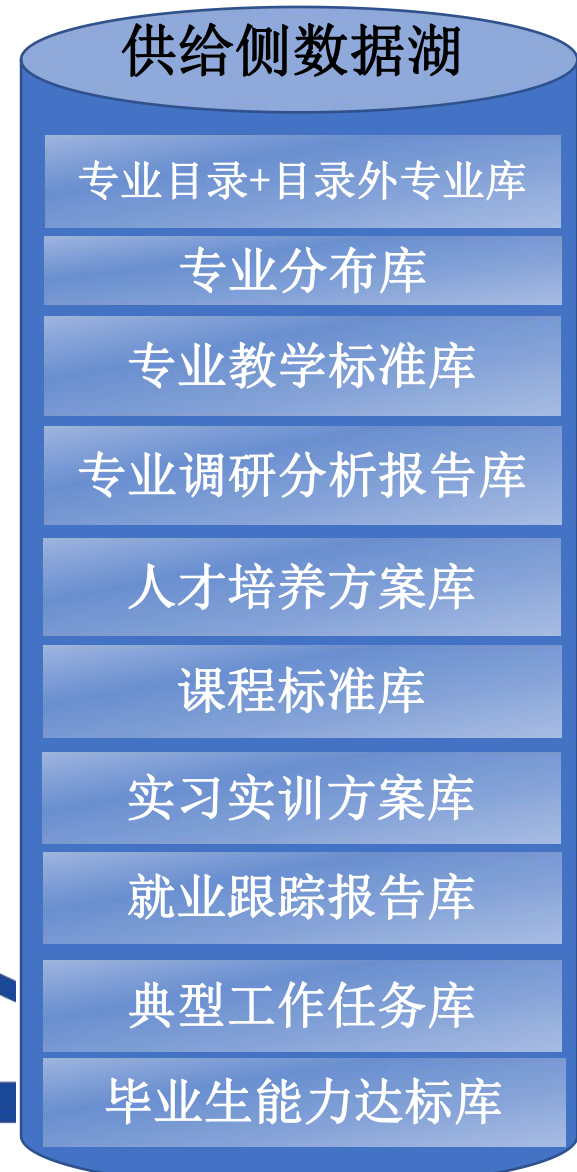 供给侧数据湖
专业目录+目录外专业库
专业分布库
专业教学标准库
专业调研分析报告库
人才培养方案库
课程标准库
实习实训方案库
就业跟踪报告库
典型工作任务库
毕业生能力达标库